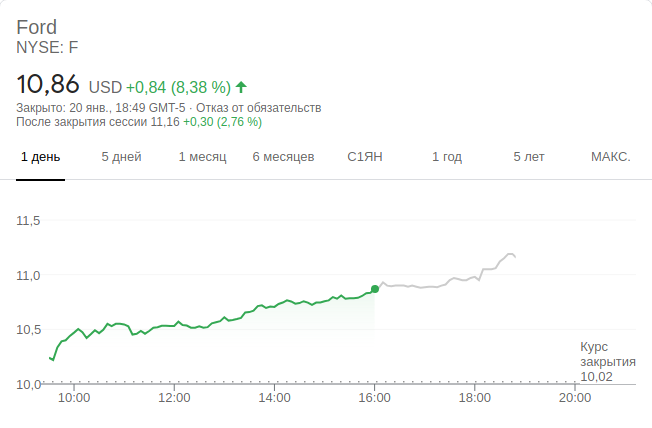 Ford
NYSE: F
10,86 USD +0,84 (8,38 %)
Закрыто: 20 янв., 18:49 GMT-5 · Отказ от обязательств
После закрытия сессии 11,16 +0,30 (2,76 %)
1 день 5 дней 1 месяц 6 месяцев С1ЯН 1 год 5 лет МАКС.
11,5
11,0
10,5
10,0
Курс
закрытия
10,02
10:00 12:00 14:00 16:00 18:00 20:00